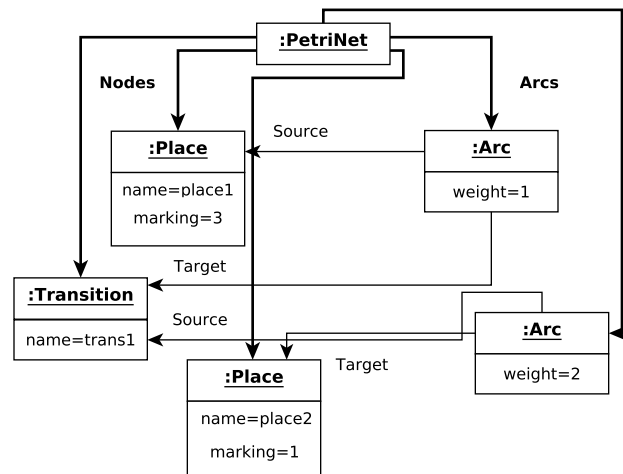 :PetriNet
Nodes
Arcs
:Place
Source
:Arc
name=place1
marking=3
weight=1
Target
:Transition
name=trans1
Source
:Arc
Target
weight=2
:Place
name=place2
marking=1